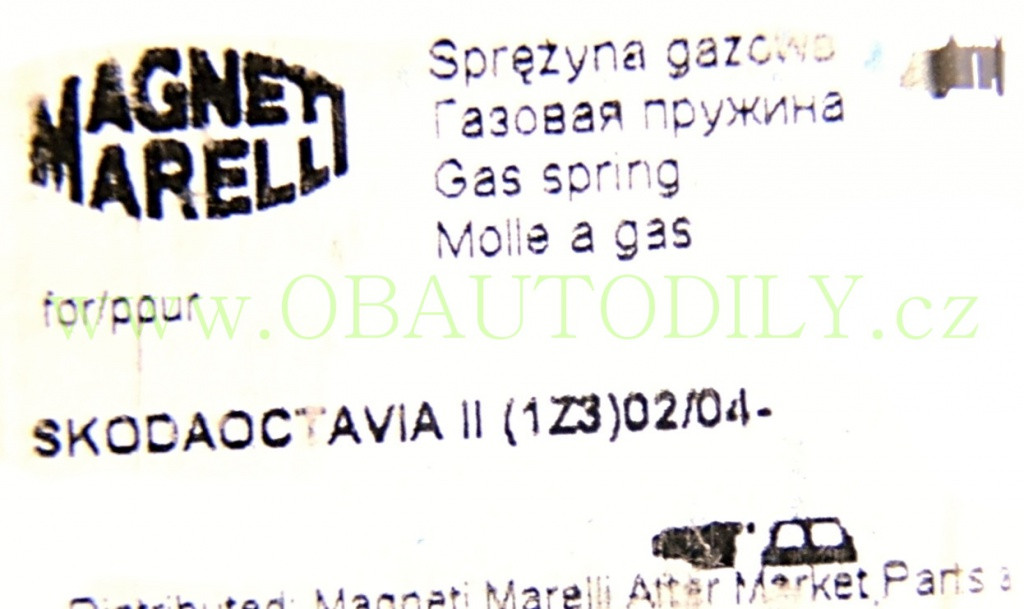 MAGNETI
MARELLI
Sprężyna gazowa
Газовая пружина
Gas spring
Molle a gas
for/pour
www.OBAUTODILY.cz
SKODAOCTAVIA II (1Z3)02/04-
Distributed: Magneti Marelli After Market Parts a